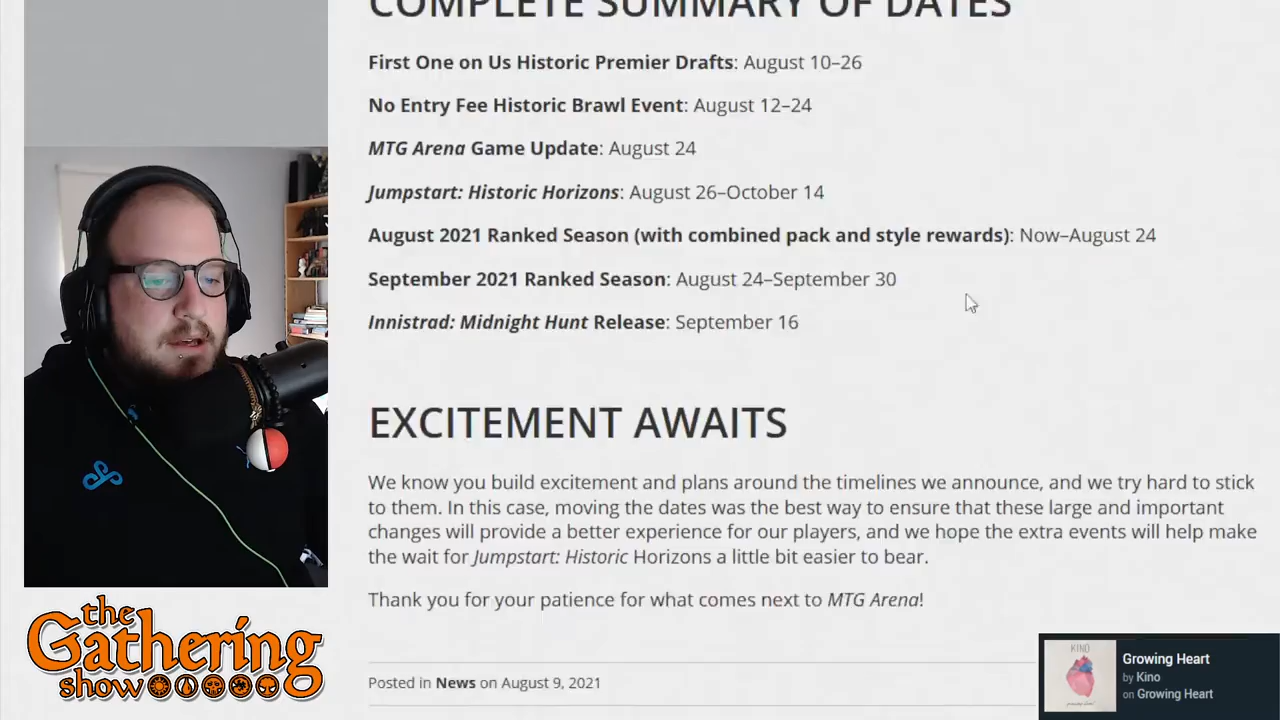 COMPLETE SUMMARY OF DATES
First One on Us Historic Premier Drafts: August 10–26
No Entry Fee Historic Brawl Event: August 12–24
MTG Arena Game Update: August 24
Jumpstart: Historic Horizons: August 26–October 14
August 2021 Ranked Season (with combined pack and style rewards): Now–August 24
September 2021 Ranked Season: August 24–September 30
Innistrad: Midnight Hunt Release: September 16
EXCITEMENT AWAITS
We know you build excitement and plans around the timelines we announce, and we try hard to stick
to them. In this case, moving the dates was the best way to ensure that these large and important
changes will provide a better experience for our players, and we hope the extra events will help make
the wait for Jumpstart: Historic Horizons a little bit easier to bear.
Thank you for your patience for what comes next to MTG Arena!
Posted in News on August 9, 2021
the
Gathering
show
KINO
Growing Heart
by Kino
on Growing Heart